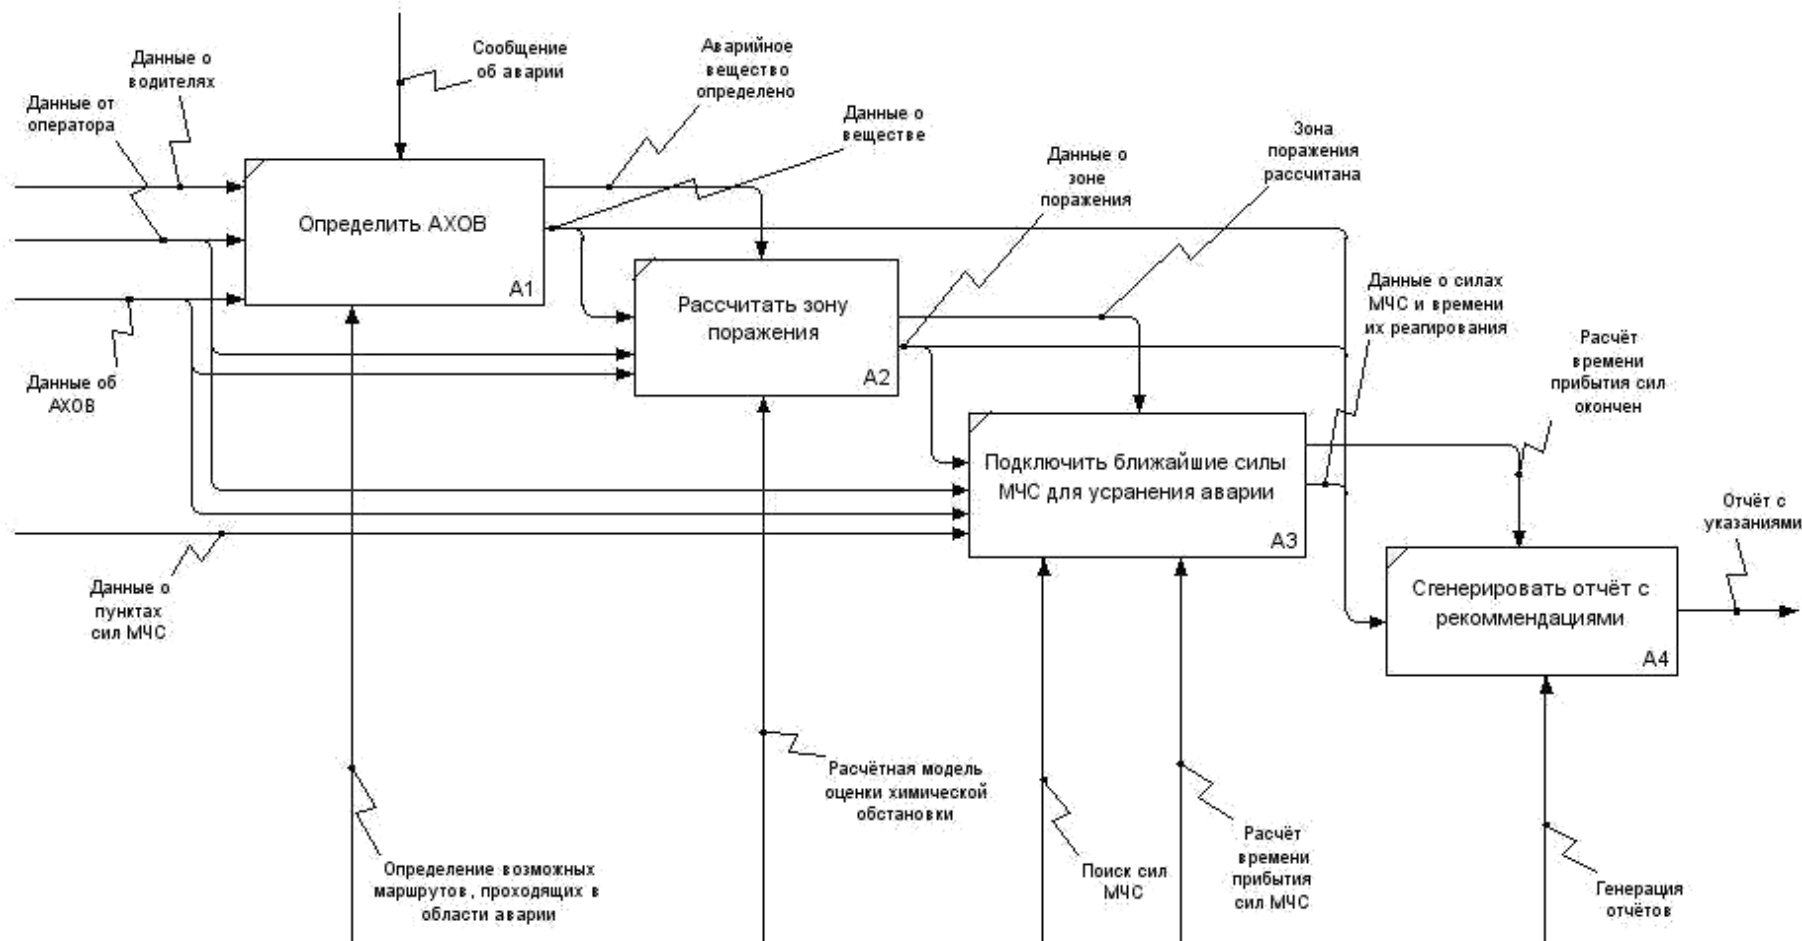 Сообщение
об аварии
Данные о
водителях
Данные от
оператора
Аварийное
вещество
определено
Данные о
веществе
Данные о
зоне
поражения
Зона
поражения
рассчитана
Определить АХОВ
A1
Рассчитать зону
поражения
A2
Данные о силах
МЧС и времени
их реагирования
Расчёт
времени
прибытия сил
окончен
Данные об
АХОВ
Подключить ближайшие силы
МЧС для усранения аварии
A3
Отчёт с
указаниями
Данные о
пунктах
сил МЧС
Сгенерировать отчёт с
рекоммендациями
A4
Расчётная модель
оценки химической
обстановки
Определение возможных
маршрутов, проходящих в
области аварии
Поиск сил
МЧС
Расчёт
времени
прибытия
сил МЧС
Генерация
отчётов